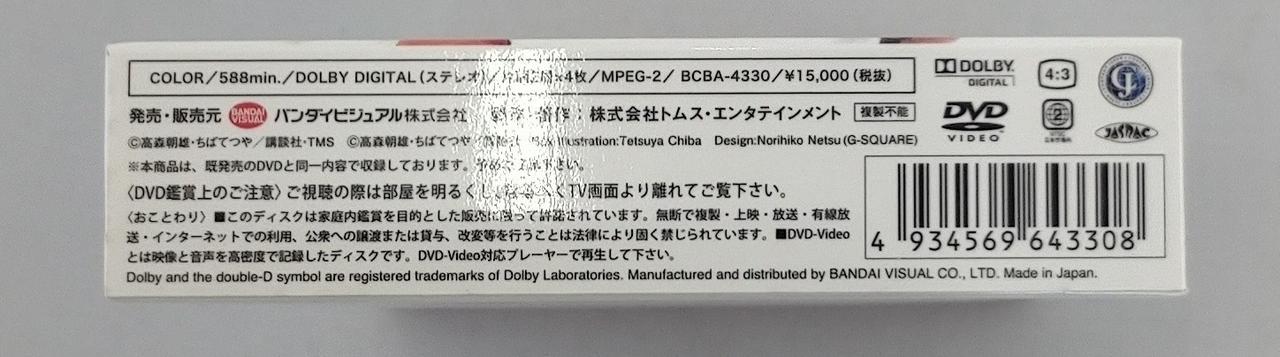 COLOR/588min./DOLBY DIGITAL(ステレオ)/片面2層×4枚/MPEG-2/ BCBA-4330/¥15,000(税抜)
発売・販売元 BANDAI VISUAL バンダイビジュアル株式会社 ・制作:株式会社トムス・エンタテインメント 複製不能
©高森朝雄・ちばてつや/講談社・TMS ©高森朝雄・ちばてつや/ Box Illustration:Tetsuya Chiba Design:Norihiko Netsu(G-SQUARE)
※本商品は、既発売のDVDと同一内容で収録しております。
〈DVD鑑賞上のご注意〉ご視聴の際は部屋を明るくし、なるべくTV画面より離れてご覧下さい。
〈おことわり〉■このディスクは家庭内鑑賞を目的とした販売に限って許諾されています。無断で複製・上映・放送・有線放
送・インターネットでの利用、公衆への譲渡または貸与、改変等を行うことは法律により固く禁じられています。■DVD-Video
とは映像と音声を高密度で記録したディスクです。DVD-Video対応プレーヤーで再生して下さい。
Dolby and the double-D symbol are registered trademarks of Dolby Laboratories. Manufactured and distributed by BANDAI VISUAL CO., LTD. Made in Japan.
DOLBY DIGITAL
4:3
DVD VIDEO
2
JASRAC
4 934569 643308